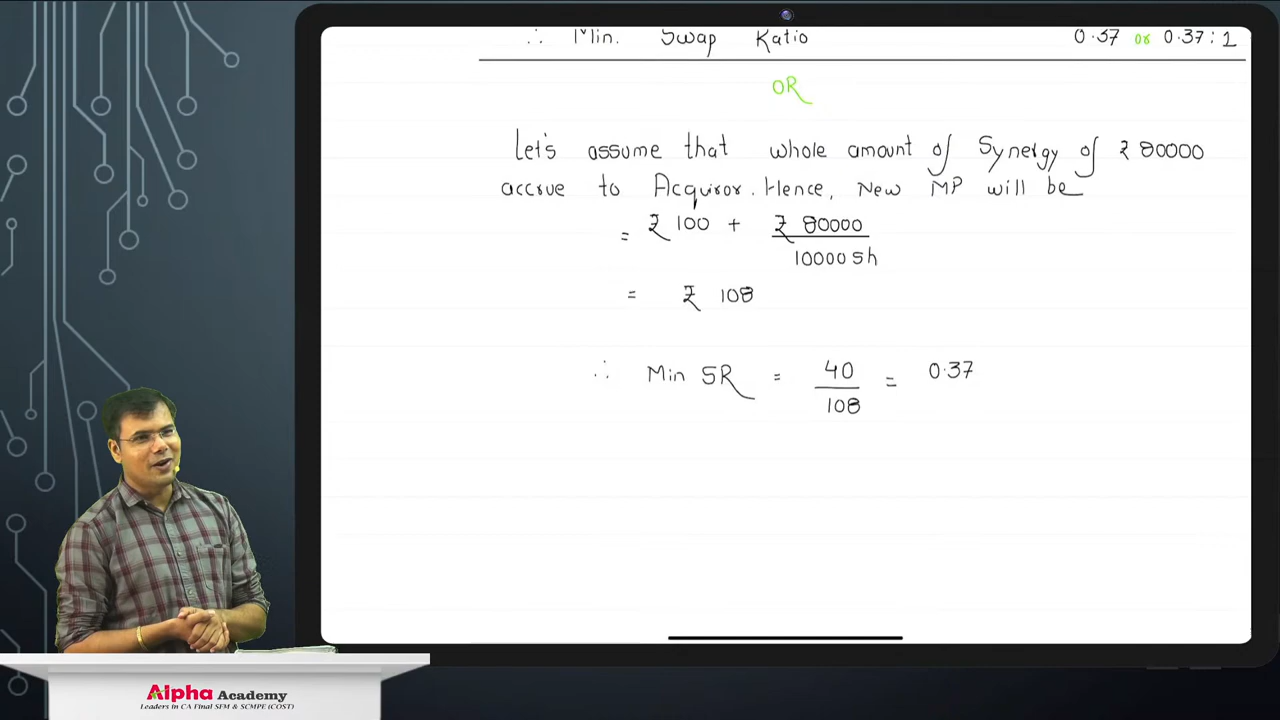 ∴ Min. Swap Ratio 0.37 or 0.37:1
OR
Let's assume that whole amount of Synergy of ₹ 80000
accrue to Acquiror. Hence, New MP will be
= ₹ 100 + ₹ 80000
10000 sh
= ₹ 108
∴ Min SR = 40 = 0.37
108
Alpha Academy
Leaders in CA Final SFM & SCMPE (COST)